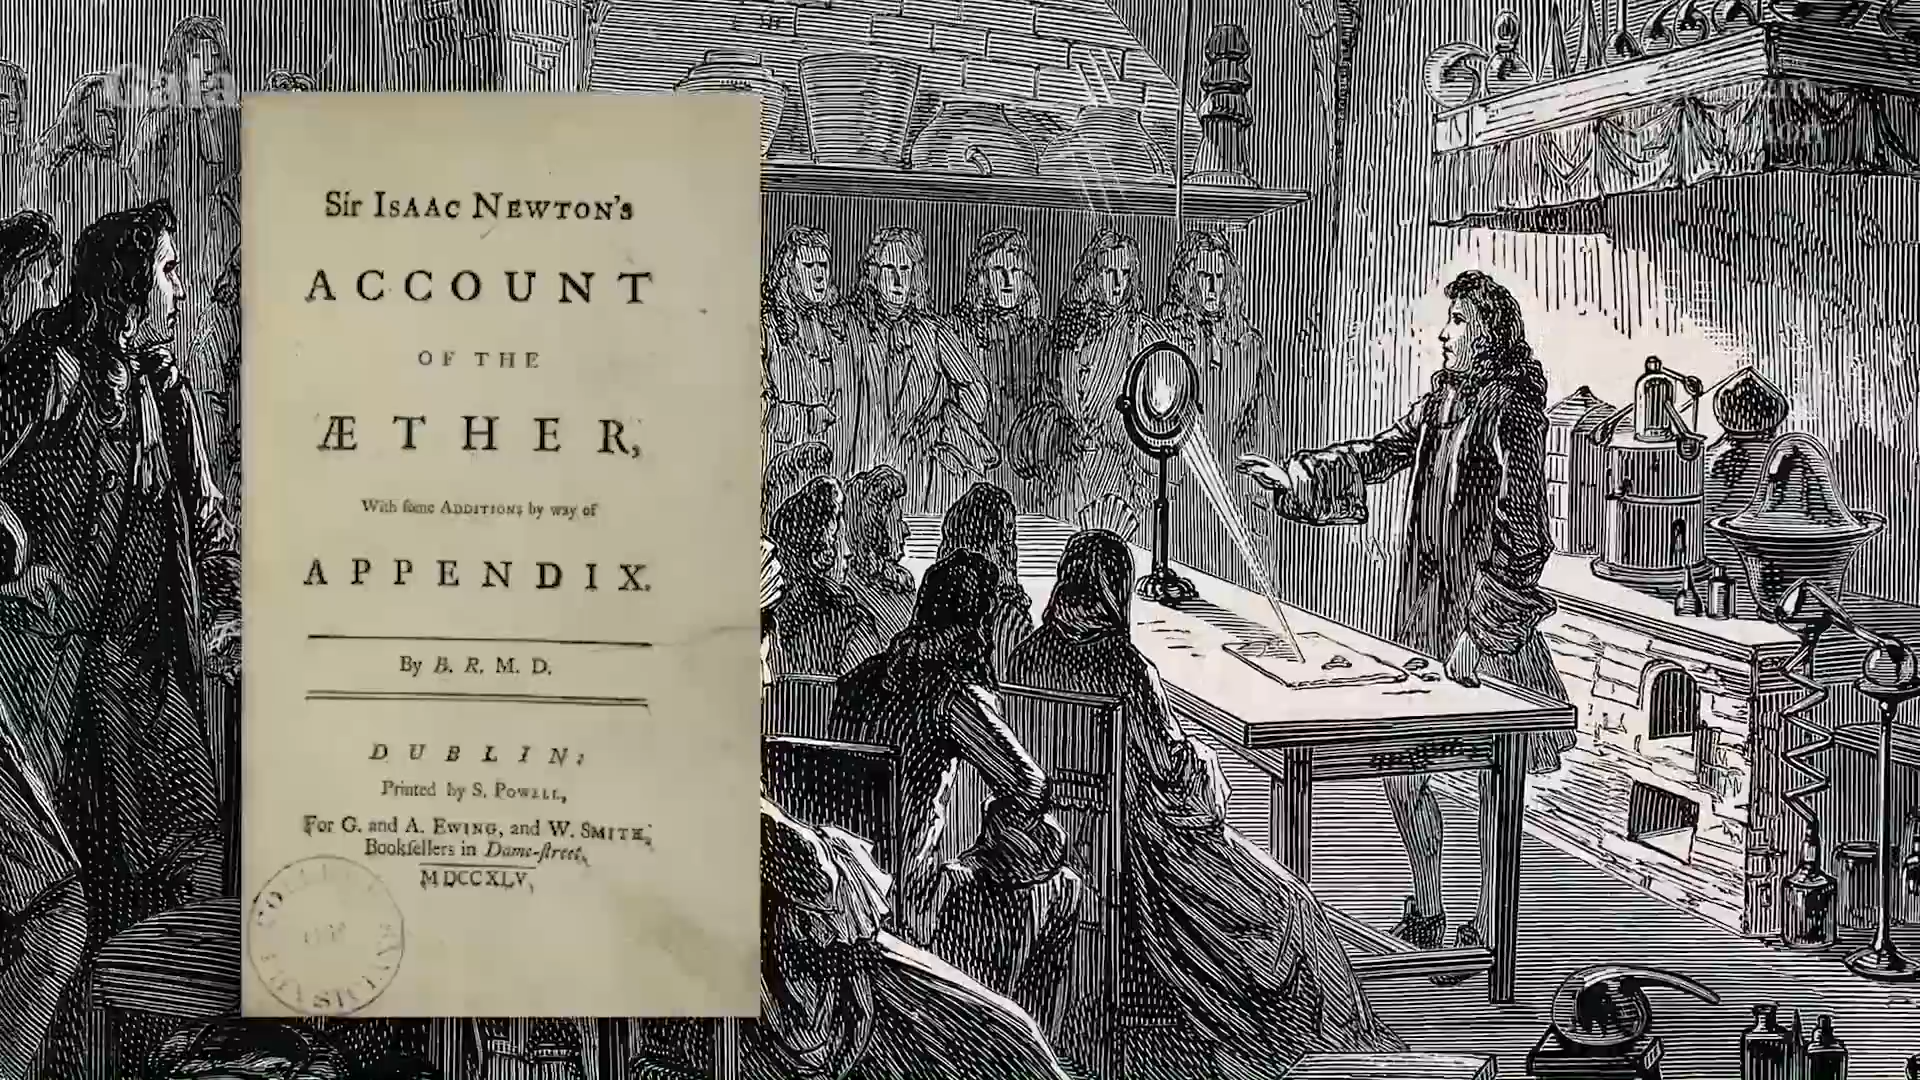 Gaia
Sir ISAAC NEWTON'S
ACCOUNT
OF THE
ÆTHER,
With ſome ADDITIONS by way of
APPENDIX.
By B. R. M. D.
DUBLIN:
Printed by S. POWELL,
For G. and A. EWING, and W. SMITH,
Bookſellers in Dame-ſtreet,
MDCCXLV,